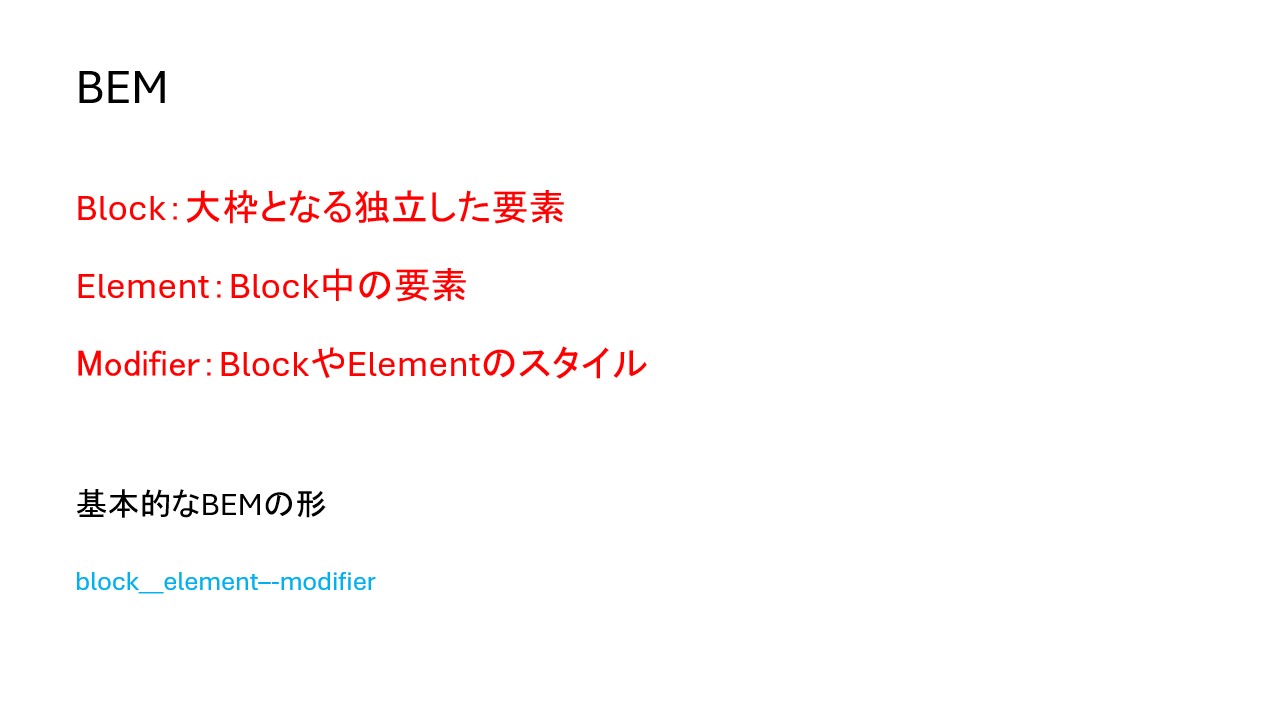 BEM
Block：大枠となる独立した要素
Element：Block中の要素
Modifier：BlockやElementのスタイル
基本的なBEMの形
block__element–-modifier